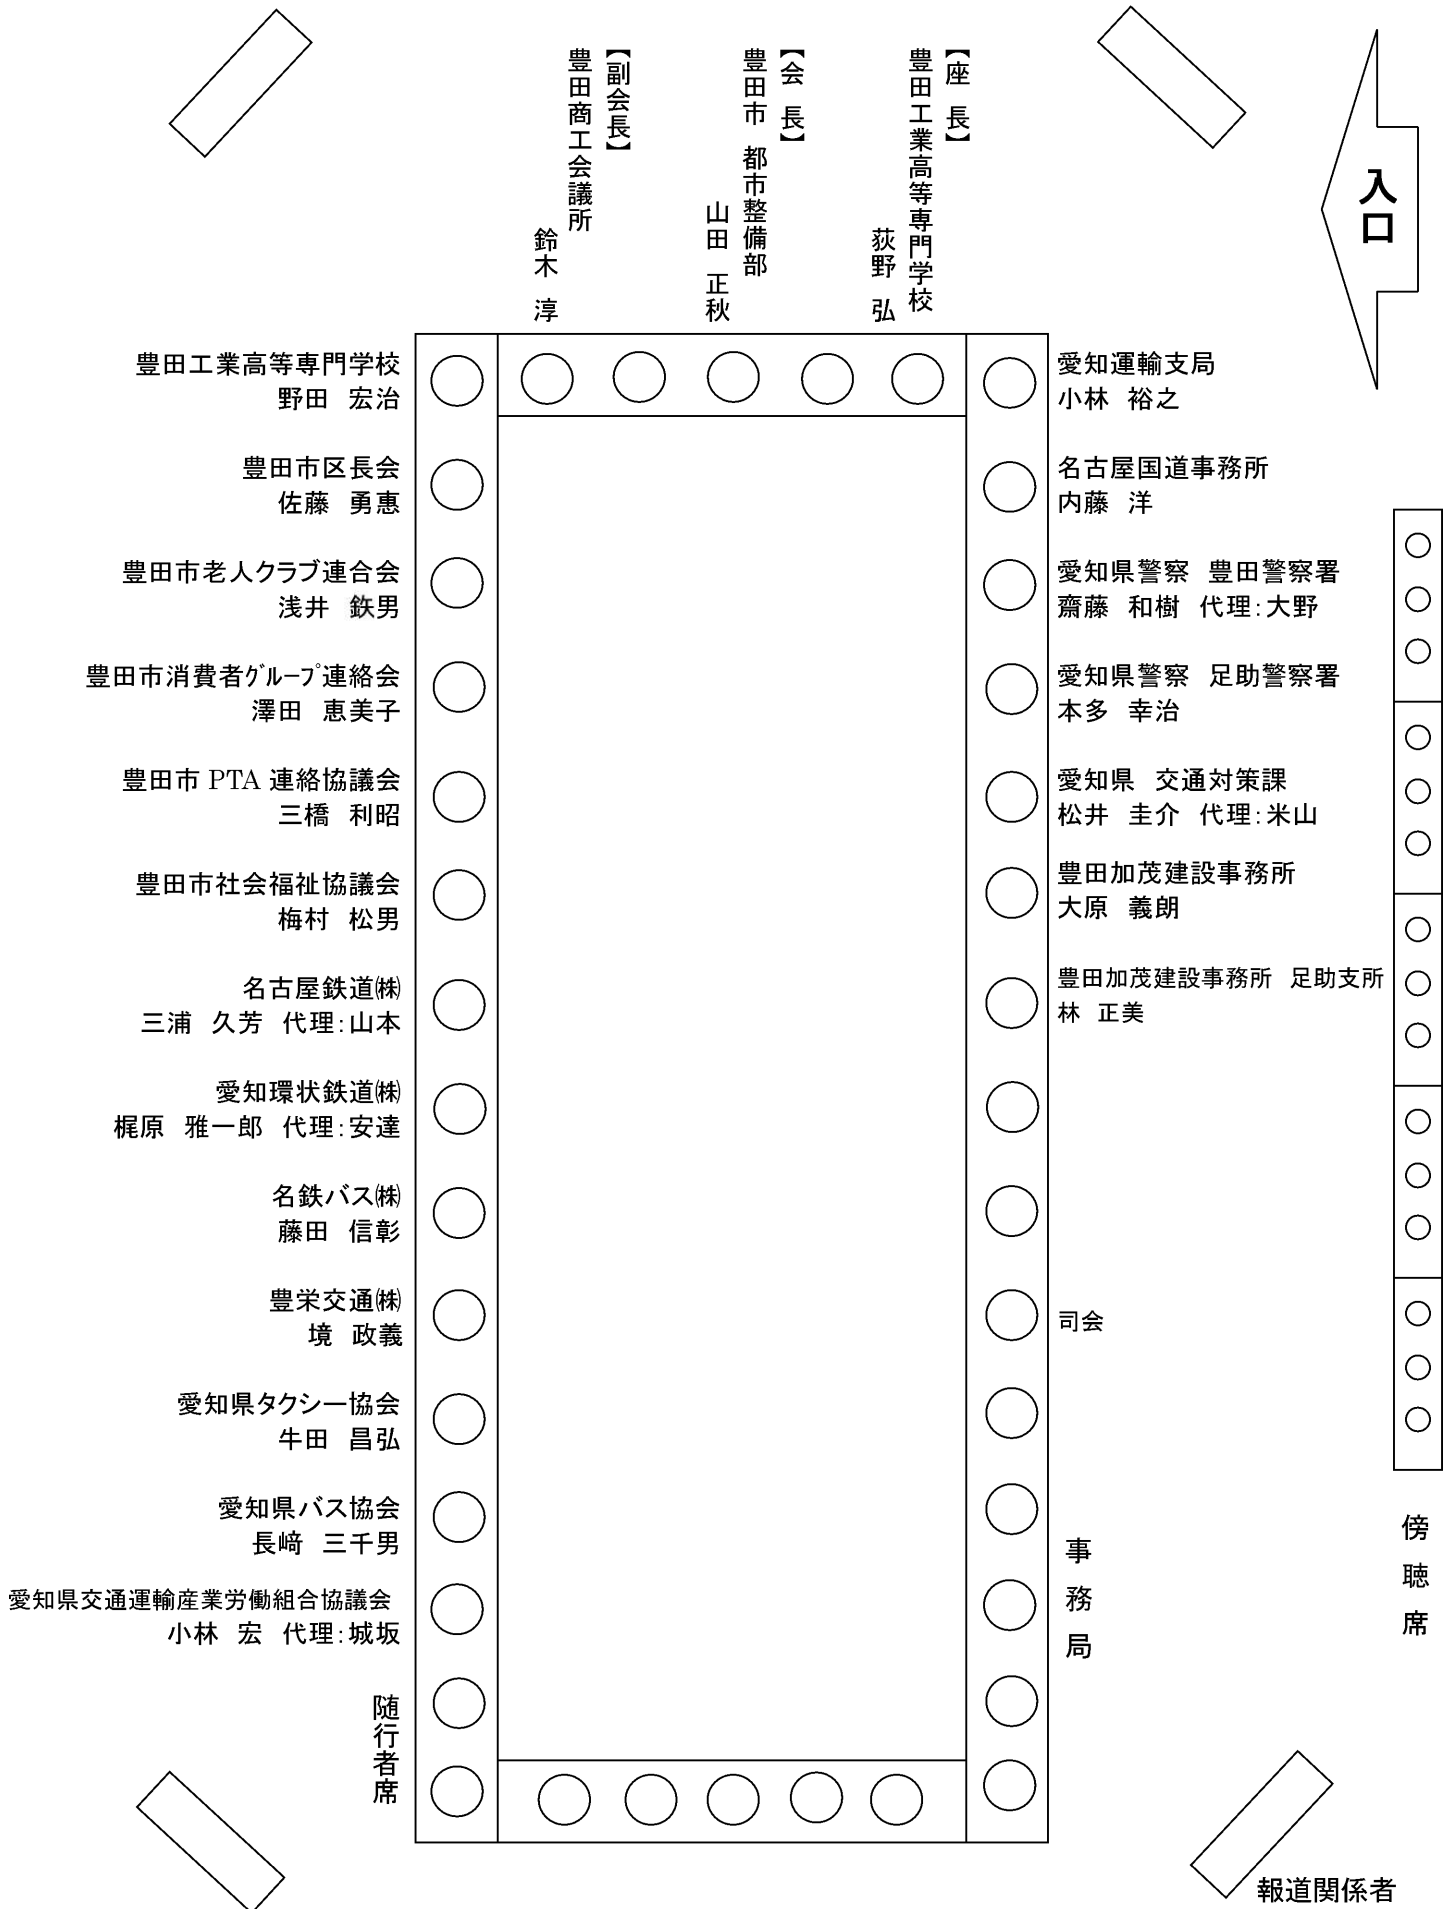 【座　長】
豊田工業高等専門学校
荻野　弘
【会　長】
豊田市　都市整備部
山田　正秋
【副会長】
豊田商工会議所
鈴木　淳
入口
豊田工業高等専門学校
野田　宏治
豊田市区長会
佐藤　勇惠
豊田市老人クラブ連合会
浅井　鉃男
豊田市消費者ｸﾞﾙｰﾌﾟ連絡会
澤田　恵美子
豊田市 PTA 連絡協議会
三橋　利昭
豊田市社会福祉協議会
梅村　松男
名古屋鉄道㈱
三浦　久芳　代理：山本
愛知環状鉄道㈱
梶原　雅一郎　代理：安達
名鉄バス㈱
藤田　信彰
豊栄交通㈱
境　政義
愛知県タクシー協会
牛田　昌弘
愛知県バス協会
長﨑　三千男
愛知県交通運輸産業労働組合協議会
小林　宏　代理：城坂
随行者席
愛知運輸支局
小林　裕之
名古屋国道事務所
内藤　洋
愛知県警察　豊田警察署
齋藤　和樹　代理：大野
愛知県警察　足助警察署
本多　幸治
愛知県　交通対策課
松井　圭介　代理：米山
豊田加茂建設事務所
大原　義朗
豊田加茂建設事務所　足助支所
林　正美
司会
事務局
傍聴席
報道関係者